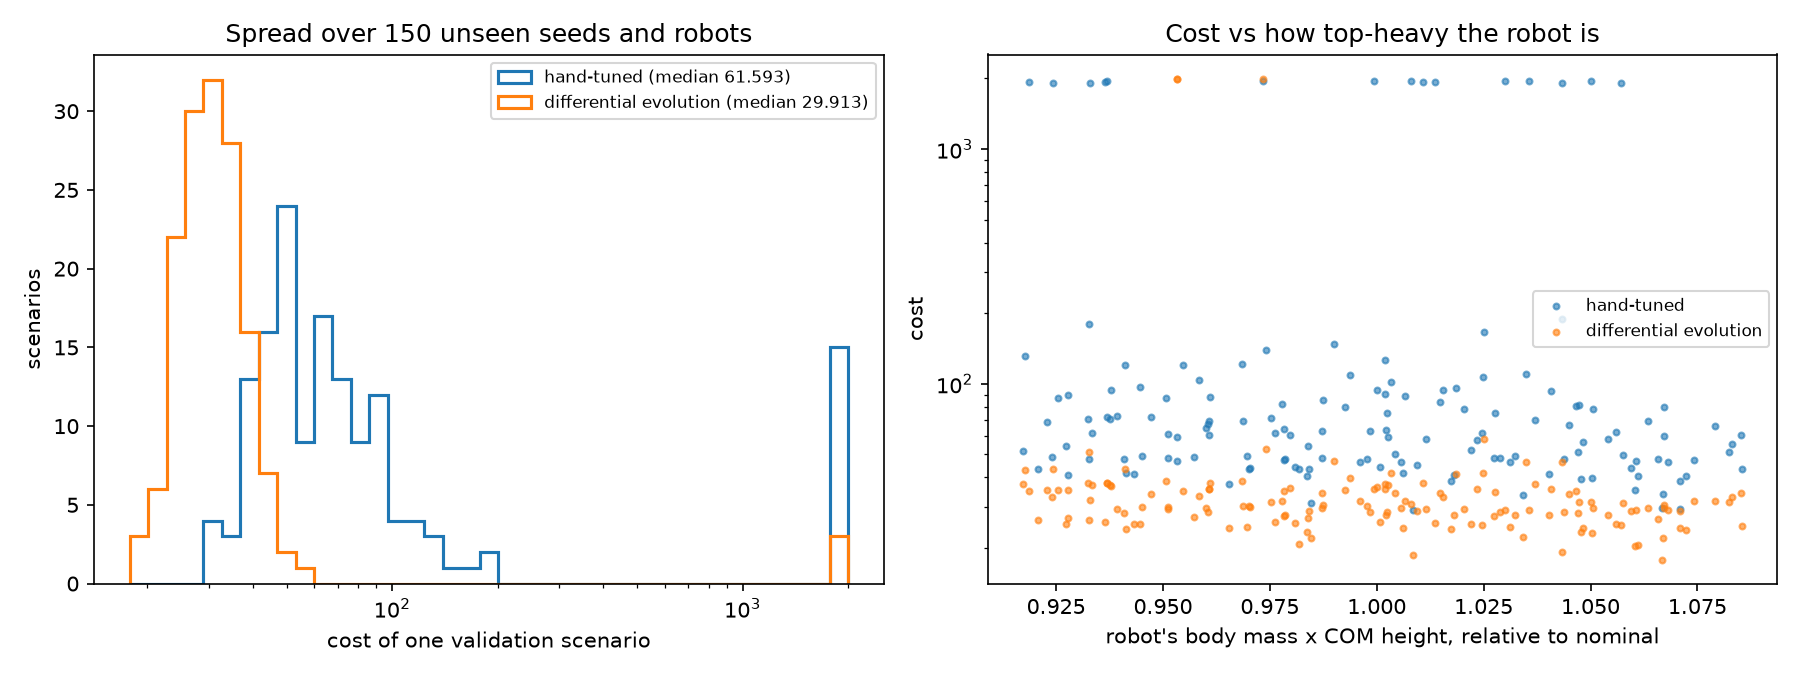 Spread over 150 unseen seeds and robots
hand-tuned (median 61.593)
differential evolution (median 29.913)
scenarios
30
25
20
15
10
5
0
10²
10³
cost of one validation scenario
Cost vs how top-heavy the robot is
cost
10³
10²
hand-tuned
differential evolution
0.925
0.950
0.975
1.000
1.025
1.050
1.075
robot's body mass x COM height, relative to nominal